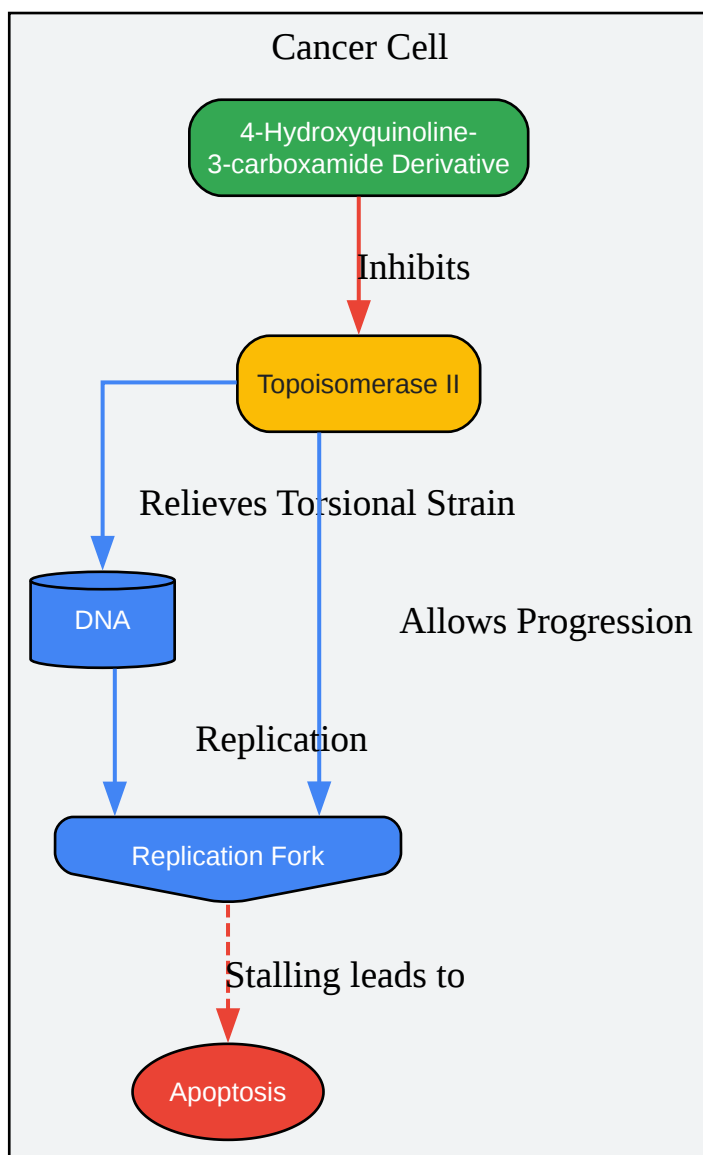 Cancer Cell
4-Hydroxyquinoline-
3-carboxamide Derivative
Inhibits
Topoisomerase II
Relieves Torsional Strain
DNA
Allows Progression
Replication
Replication Fork
Stalling leads to
Apoptosis